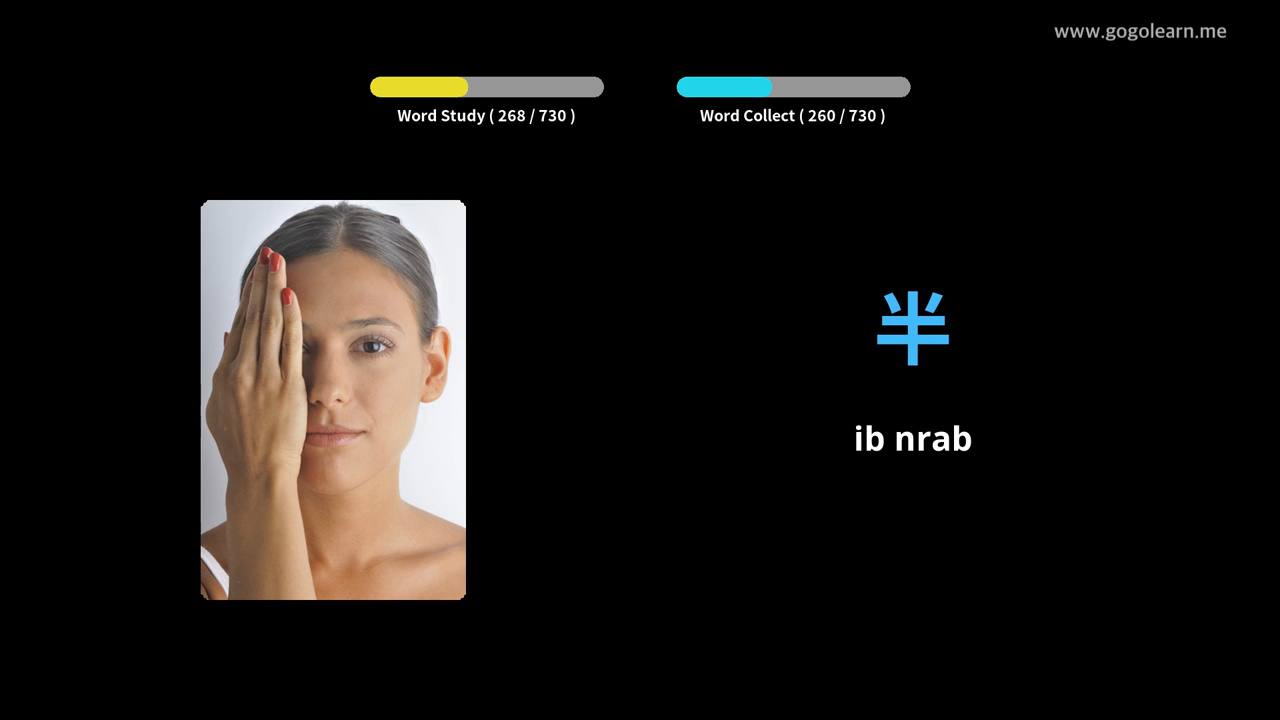 www.gogolearn.me
Word Study ( 268 / 730 )
Word Collect ( 260 / 730 )
半
ib nrab